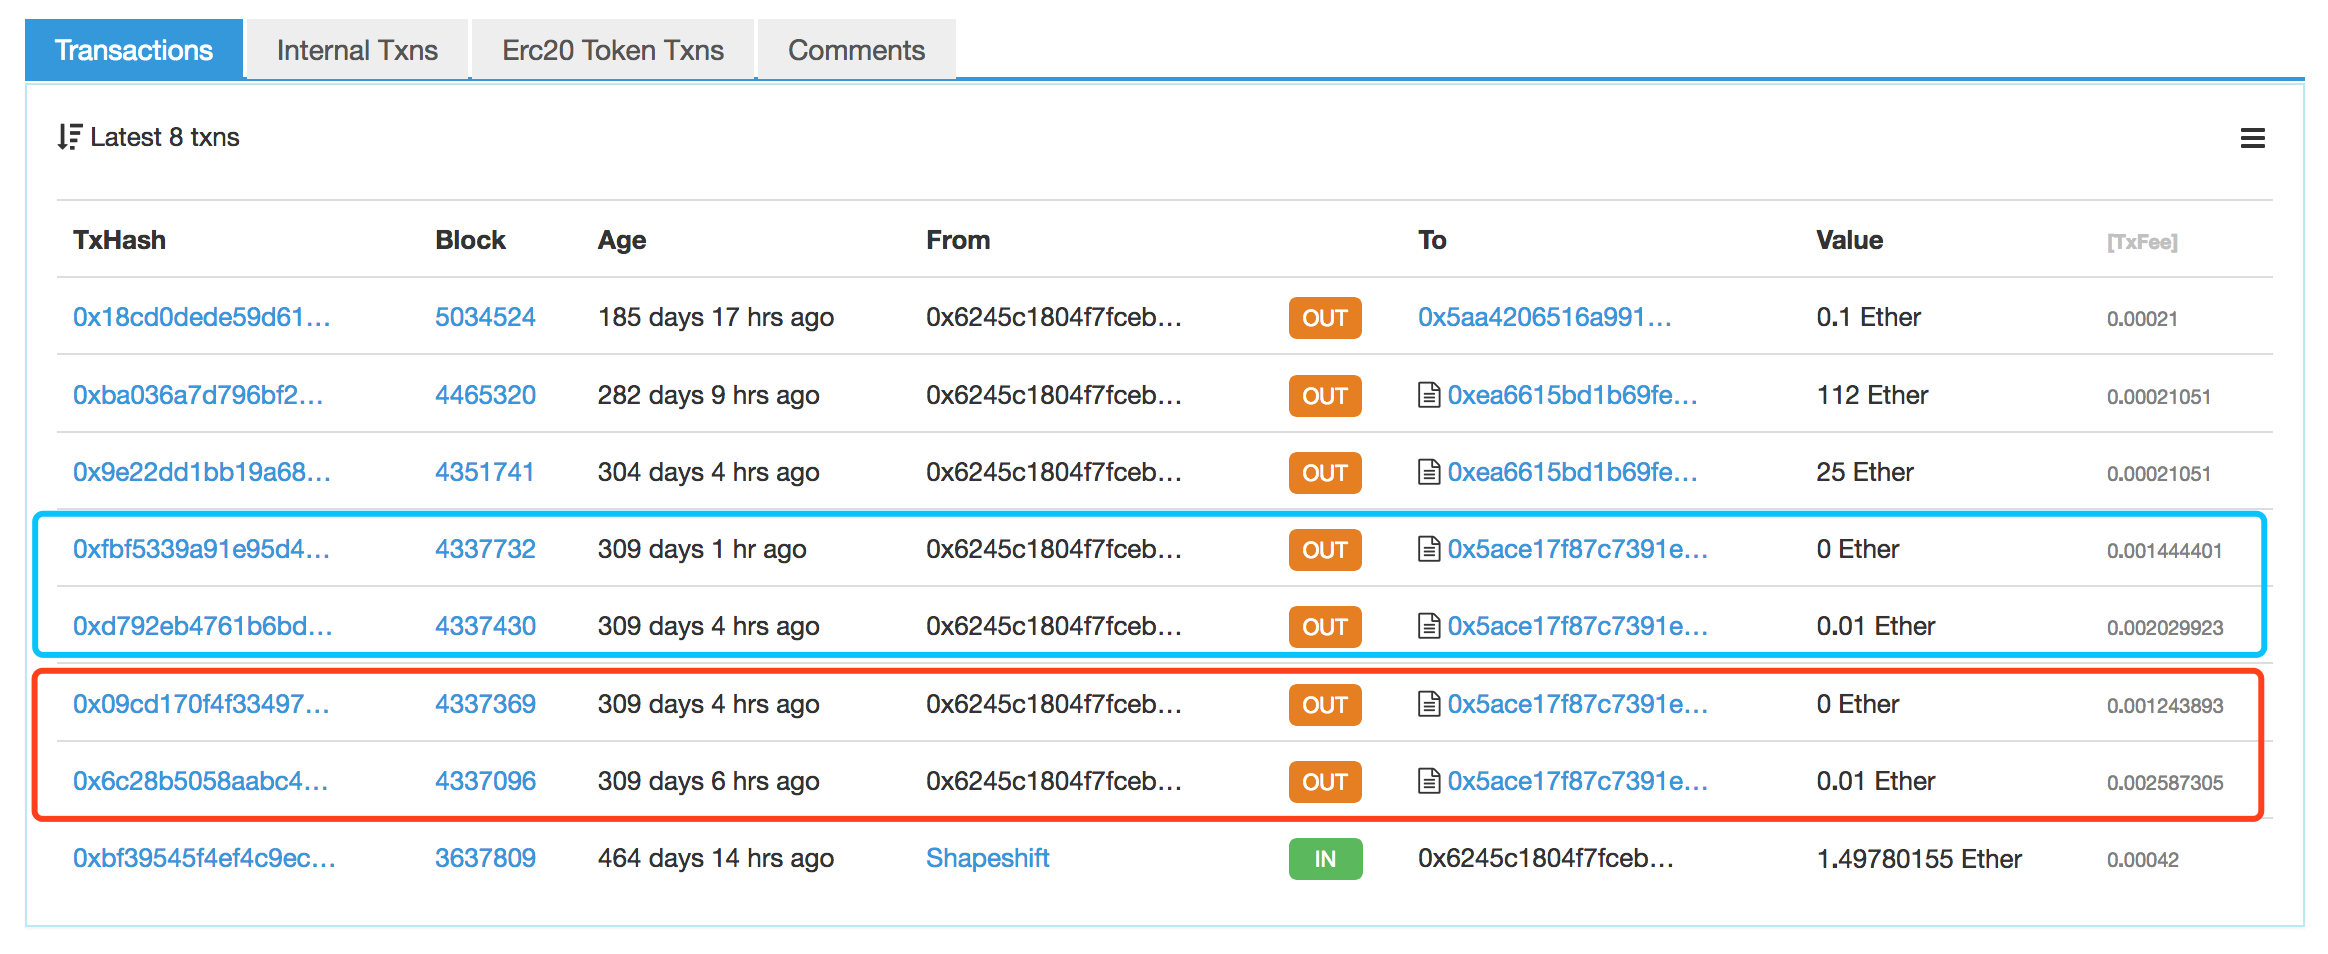 Transactions Internal Txns Erc20 Token Txns Comments
Latest 8 txns
TxHash Block Age From To Value [TxFee]
0x18cd0dede59d61... 5034524 185 days 17 hrs ago 0x6245c1804f7fceb... OUT 0x5aa4206516a991... 0.1 Ether 0.00021
0xba036a7d796bf2... 4465320 282 days 9 hrs ago 0x6245c1804f7fceb... OUT 0xea6615bd1b69fe... 112 Ether 0.00021051
0x9e22dd1bb19a68... 4351741 304 days 4 hrs ago 0x6245c1804f7fceb... OUT 0xea6615bd1b69fe... 25 Ether 0.00021051
0xfbf5339a91e95d4... 4337732 309 days 1 hr ago 0x6245c1804f7fceb... OUT 0x5ace17f87c7391e... 0 Ether 0.001444401
0xd792eb4761b6bd... 4337430 309 days 4 hrs ago 0x6245c1804f7fceb... OUT 0x5ace17f87c7391e... 0.01 Ether 0.002029923
0x09cd170f4f33497... 4337369 309 days 4 hrs ago 0x6245c1804f7fceb... OUT 0x5ace17f87c7391e... 0 Ether 0.001243893
0x6c28b5058aabc4... 4337096 309 days 6 hrs ago 0x6245c1804f7fceb... OUT 0x5ace17f87c7391e... 0.01 Ether 0.002587305
0xbf39545f4ef4c9ec... 3637809 464 days 14 hrs ago Shapeshift IN 0x6245c1804f7fceb... 1.49780155 Ether 0.00042